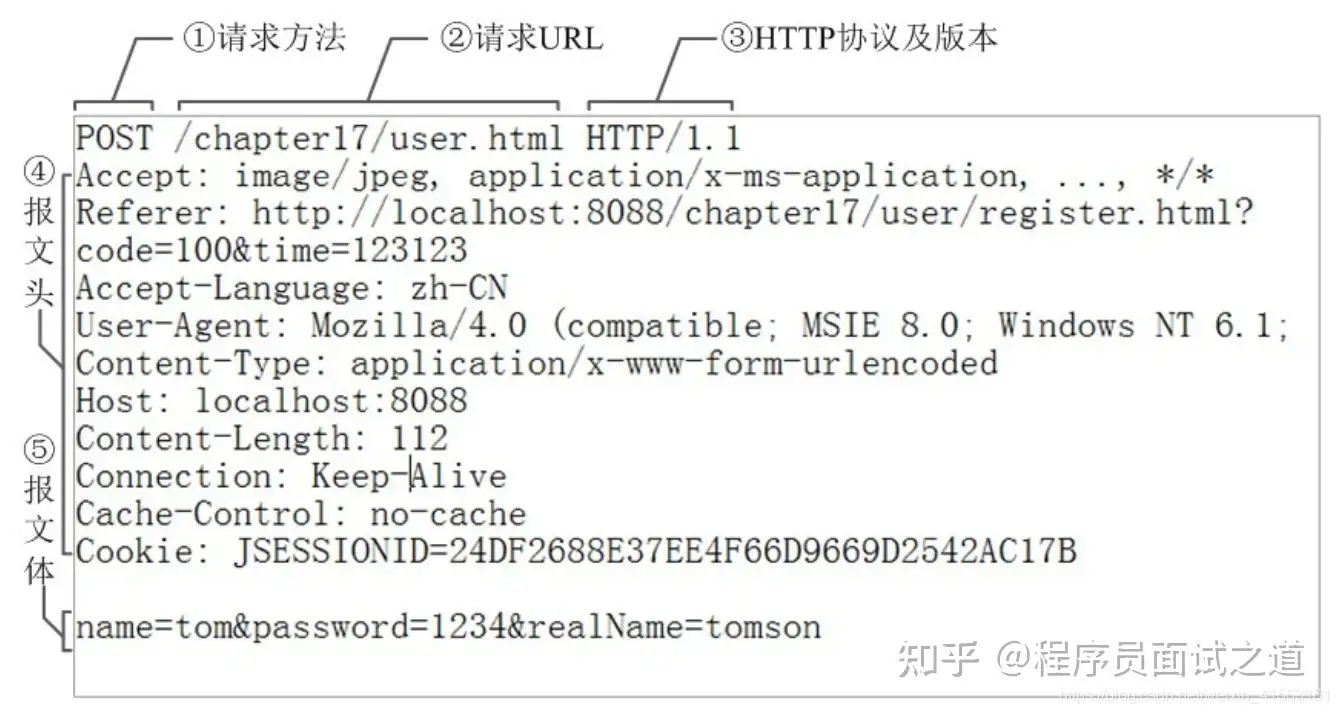 ①请求方法
②请求URL
③HTTP协议及版本
POST /chapter17/user.html HTTP/1.1
④报文头
Accept: image/jpeg, application/x-ms-application, ..., */*
Referer: http://localhost:8088/chapter17/user/register.html?
code=100&time=123123
Accept-Language: zh-CN
User-Agent: Mozilla/4.0 (compatible; MSIE 8.0; Windows NT 6.1;
Content-Type: application/x-www-form-urlencoded
Host: localhost:8088
Content-Length: 112
Connection: Keep-Alive
Cache-Control: no-cache
Cookie: JSESSIONID=24DF2688E37EE4F66D9669D2542AC17B
⑤报文体
name=tom&password=1234&realName=tomson
知乎 @程序员面试之道